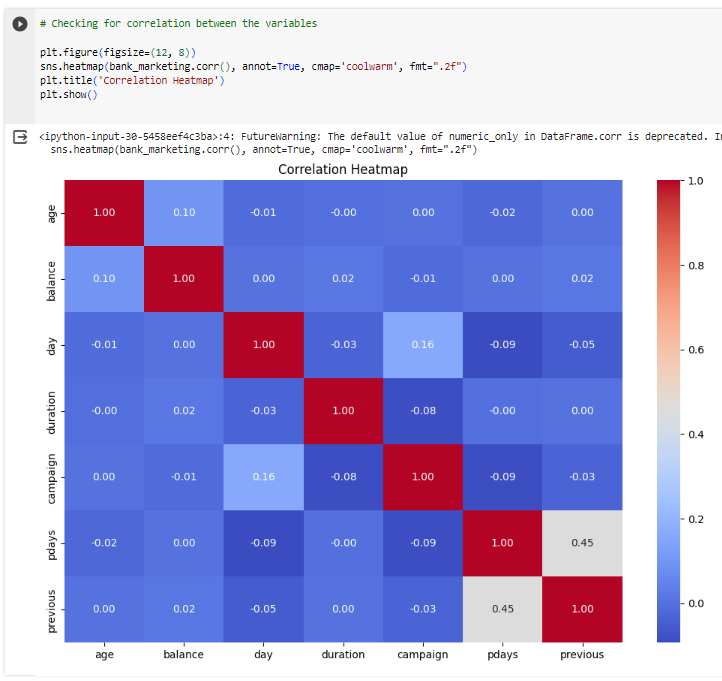 # Checking for correlation between the variables
plt.figure(figsize=(12, 8))
sns.heatmap(bank_marketing.corr(), annot=True, cmap='coolwarm', fmt=".2f")
plt.title('Correlation Heatmap')
plt.show()
<ipython-input-30-5458eef4c3ba>:4: FutureWarning: The default value of numeric_only in DataFrame.corr is deprecated.
sns.heatmap(bank_marketing.corr(), annot=True, cmap='coolwarm', fmt=".2f")
Correlation Heatmap
age 1.00 0.10 -0.01 -0.00 0.00 -0.02 0.00
balance 0.10 1.00 0.00 0.02 -0.01 0.00 0.02
day -0.01 0.00 1.00 -0.03 0.16 -0.09 -0.05
duration -0.00 0.02 -0.03 1.00 -0.08 -0.00 0.00
campaign 0.00 -0.01 0.16 -0.08 1.00 -0.09 -0.03
pdays -0.02 0.00 -0.09 -0.00 -0.09 1.00 0.45
previous 0.00 0.02 -0.05 0.00 -0.03 0.45 1.00
age balance day duration campaign pdays previous
1.0
0.8
0.6
0.4
0.2
0.0